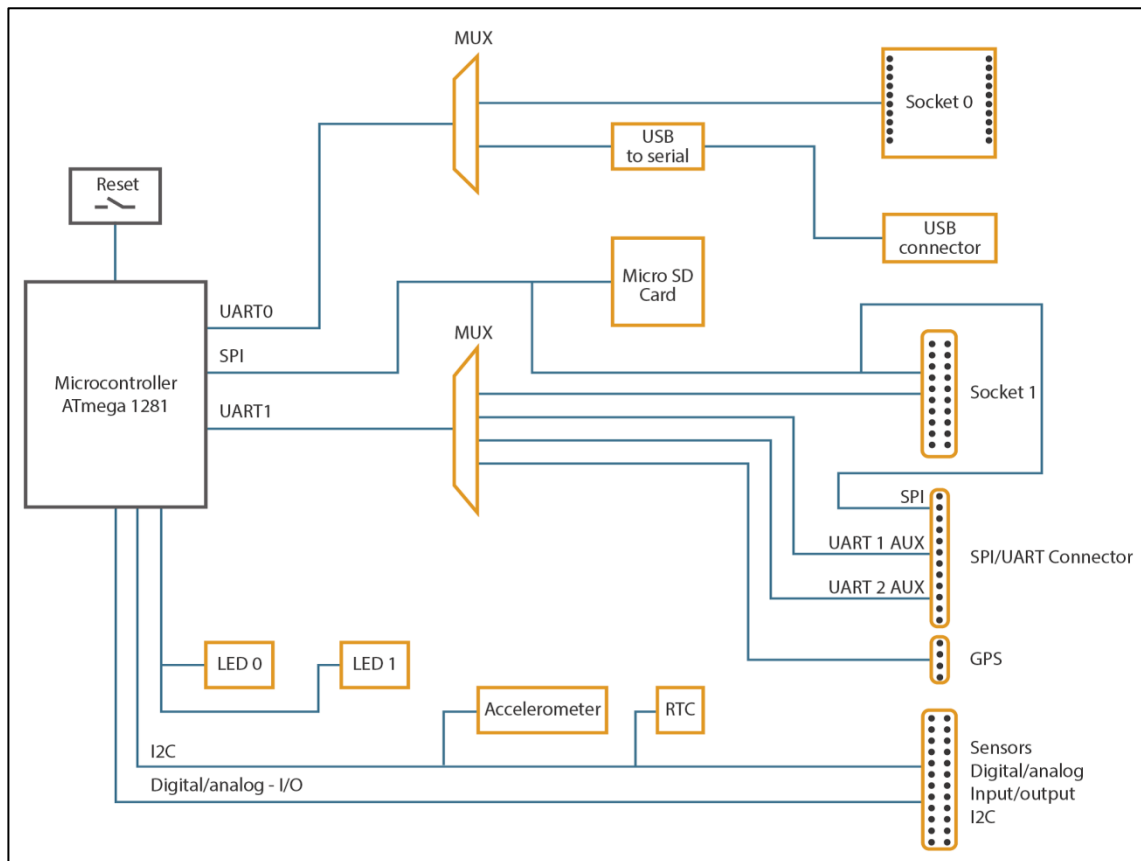 MUX
Socket 0
USB
to serial
Reset
USB
connector
Micro SD
Card
UART0
MUX
SPI
Microcontroller
ATmega 1281
Socket 1
UART1
SPI
UART 1 AUX
SPI/UART Connector
UART 2 AUX
LED 0
LED 1
GPS
Accelerometer
RTC
I2C
Digital/analog - I/O
Sensors
Digital/analog
Input/output
I2C